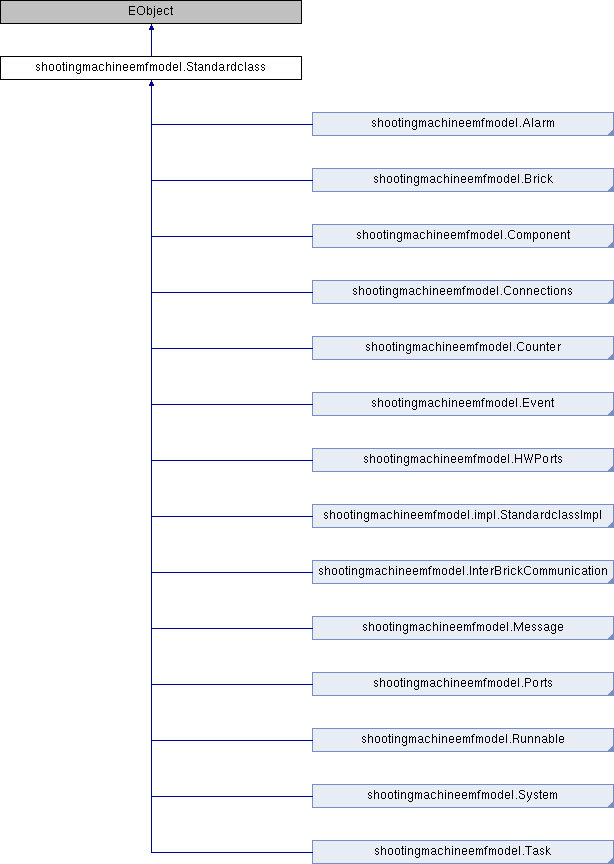 EObject
shootingmachineemfmodel.Standardclass
shootingmachineemfmodel.Alarm
shootingmachineemfmodel.Brick
shootingmachineemfmodel.Component
shootingmachineemfmodel.Connections
shootingmachineemfmodel.Counter
shootingmachineemfmodel.Event
shootingmachineemfmodel.HWPorts
shootingmachineemfmodel.impl.StandardclassImpl
shootingmachineemfmodel.InterBrickCommunication
shootingmachineemfmodel.Message
shootingmachineemfmodel.Ports
shootingmachineemfmodel.Runnable
shootingmachineemfmodel.System
shootingmachineemfmodel.Task